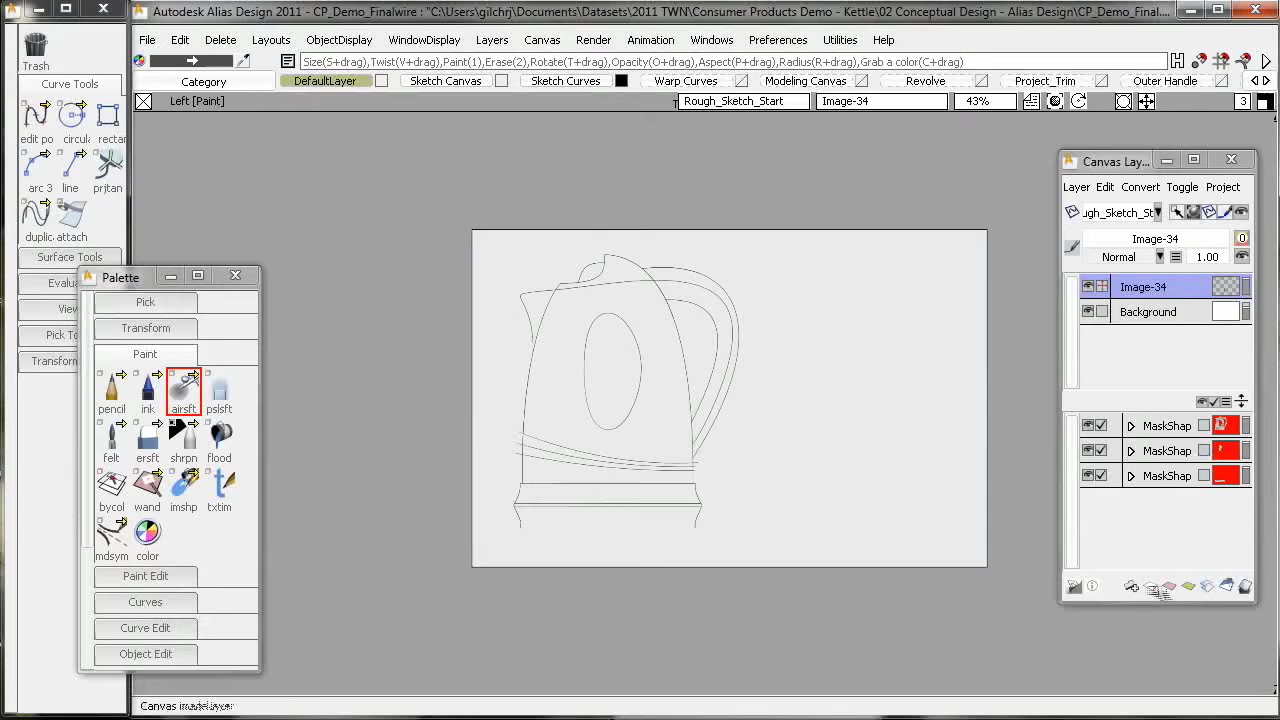 Autodesk Alias Design 2011 - CP_Demo_Finalwire : "C:\Users\gilchrj\Documents\Datasets\2011 TWN\Consumer Products Demo - Kettle\02 Conceptual Design - Alias Design\CP_Demo_Final....
File Edit Delete Layouts ObjectDisplay WindowDisplay Layers Canvas Render Animation Windows Preferences Utilities Help
Size(S+drag),Twist(V+drag),Paint(1),Erase(2),Rotate(T+drag),Opacity(O+drag),Aspect(P+drag),Radius(R+drag),Grab a color(C+drag)
Category DefaultLayer Sketch Canvas Sketch Curves Warp Curves Modeling Canvas Revolve Project_Trim Outer Handle
Left [Paint] Rough_Sketch_Start Image-34 43% 3
Trash
Curve Tools
edit po circula rectar
arc 3 line prjtan
duplic attach
Surface Tools
Evalua
View
Pick To
Transform
Palette
Pick
Transform
Paint
pencil ink airsft pslsft
felt ersft shrpn flood
bycol wand imshp txtim
mdsym color
Paint Edit
Curves
Curve Edit
Object Edit
Canvas Lay...
Layer Edit Convert Toggle Project
ugh_Sketch_St
Image-34 0
Normal 1.00
Image-34
Background
MaskShap
MaskShap
MaskShap